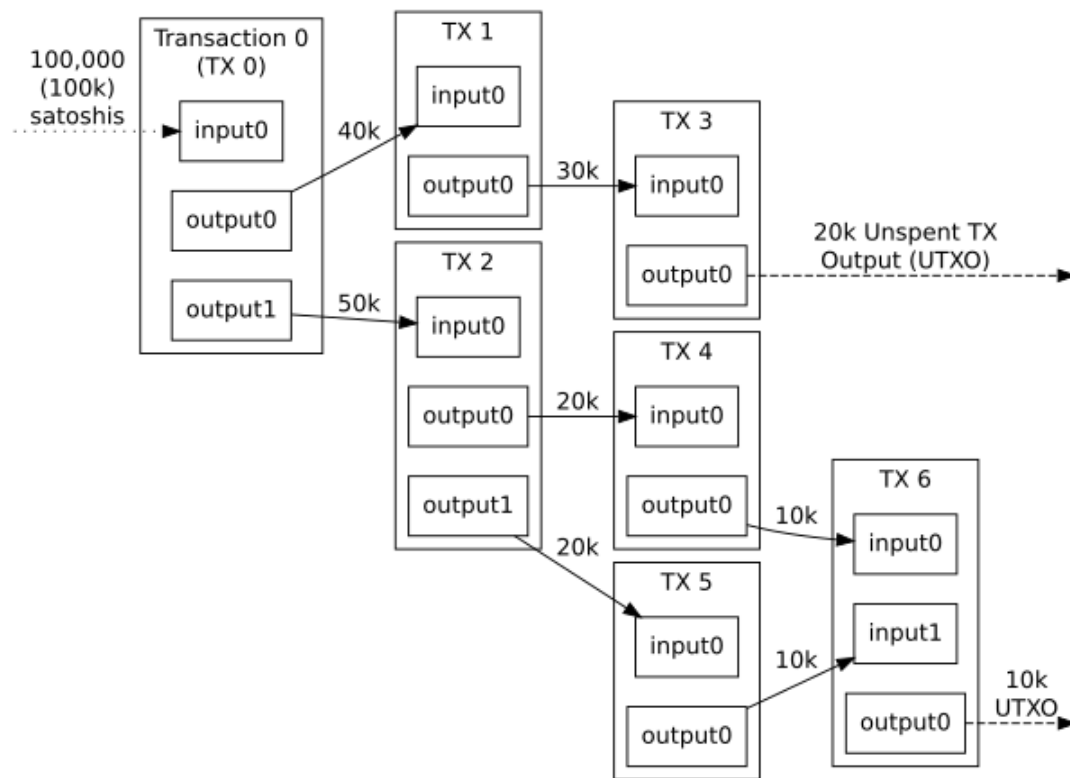 100,000
(100k)
satoshis
Transaction 0
(TX 0)
input0
output0
output1
40k
50k
TX 1
input0
output0
30k
TX 2
input0
output0
output1
20k
20k
TX 3
input0
output0
20k Unspent TX
Output (UTXO)
TX 4
input0
output0
10k
TX 5
input0
output0
10k
TX 6
input0
input1
output0
10k
UTXO